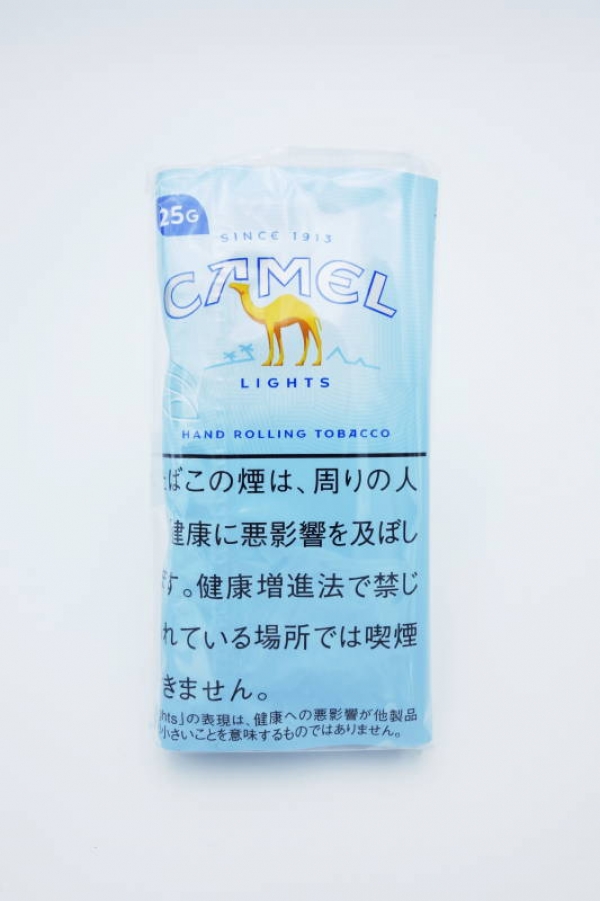 25G
SINCE 1913
CAMEL
LIGHTS
HAND ROLLING TOBACCO
ばこの煙は、周りの人
健康に悪影響を及ぼし
す。健康増進法で禁じ
れている場所では喫煙
きません。
ghts」の表現は、健康への悪影響が他製品
小さいことを意味するものではありません。